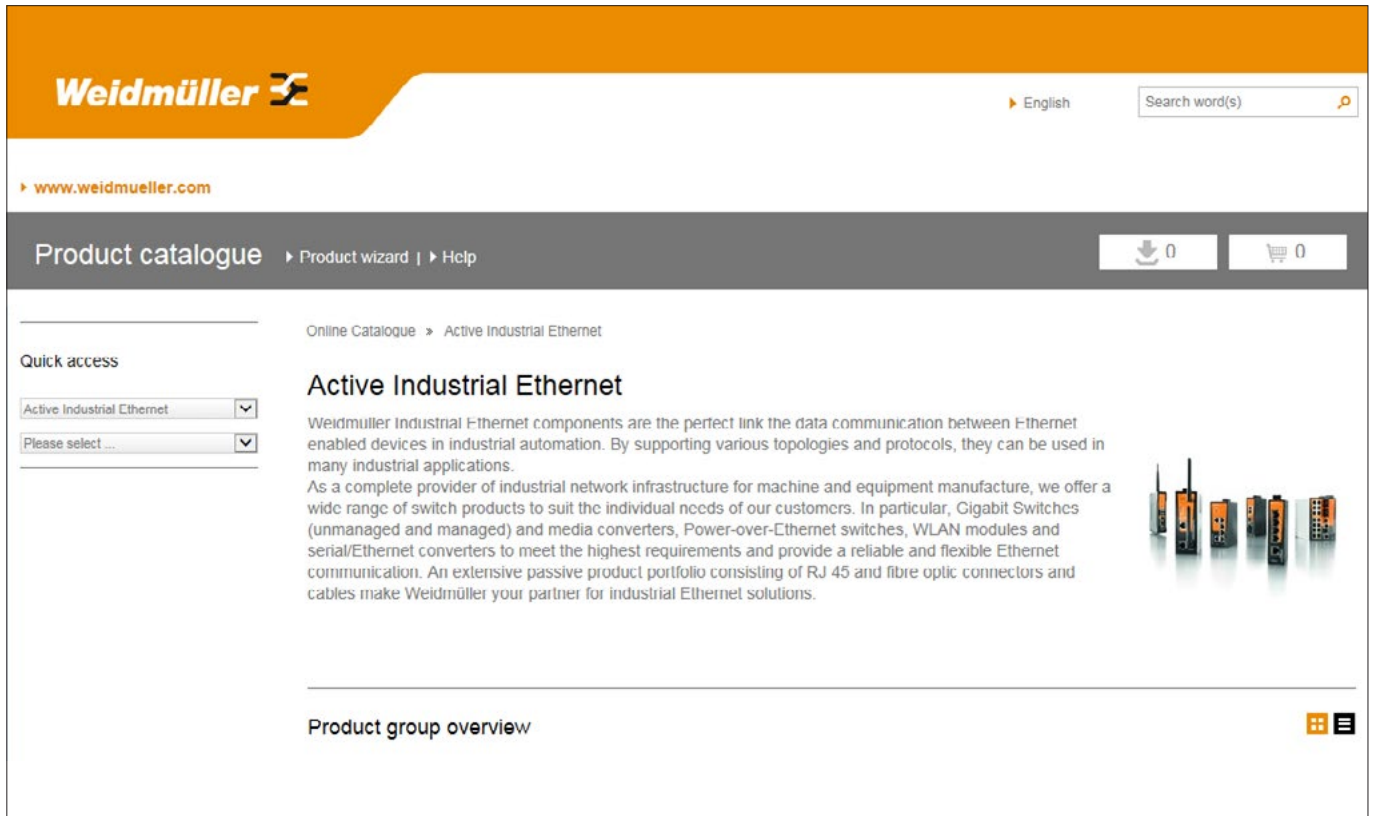 Weidmüller
English
Search word(s)
www.weidmueller.com
Product catalogue
Product wizard | Help
0
0
Quick access
Active Industrial Ethernet
Please select ...
Online Catalogue » Active Industrial Ethernet
Active Industrial Ethernet
Weidmüller Industrial Ethernet components are the perfect link the data communication between Ethernet
enabled devices in industrial automation. By supporting various topologies and protocols, they can be used in
many industrial applications.
As a complete provider of industrial network infrastructure for machine and equipment manufacture, we offer a
wide range of switch products to suit the individual needs of our customers. In particular, Gigabit Switches
(unmanaged and managed) and media converters, Power-over-Ethernet switches, WLAN modules and
serial/Ethernet converters to meet the highest requirements and provide a reliable and flexible Ethernet
communication. An extensive passive product portfolio consisting of RJ 45 and fibre optic connectors and
cables make Weidmüller your partner for industrial Ethernet solutions.
Product group overview